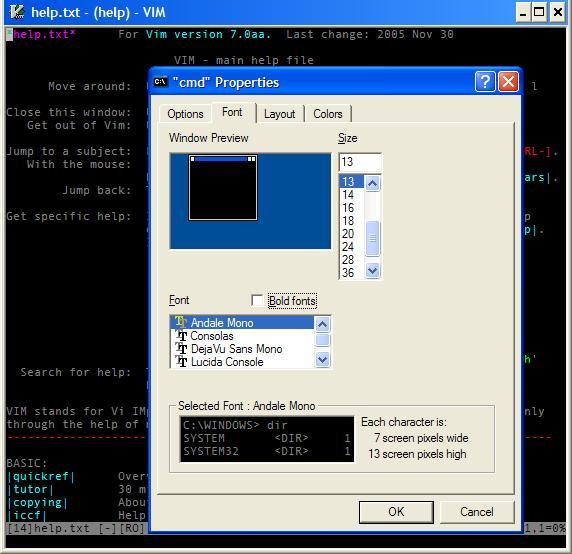 help.txt - (help) - VIM
*help.txt*      For Vim version 7.0aa.  Last change: 2005 Nov 30
VIM - main help file
Move around:
l
Close this window:
Get out of Vim:
Jump to a subject:
RL-].
With the mouse:
ars|.
Jump back:
Get specific help:
p
p|.
Search for help:
h'
VIM stands for Vi IMp
nly
through the help of m
BASIC:
|quickref|      Over
|tutor|         30 m
|copying|       Abou
|iccf|          Help
[14]help.txt [-][RO]
1,1=0%
"cmd" Properties
Options
Font
Layout
Colors
Window Preview
Size
13
13
14
16
18
20
24
28
36
Font
Bold fonts
Andale Mono
Consolas
DejaVu Sans Mono
Lucida Console
Selected Font : Andale Mono
C:\WINDOWS> dir
SYSTEM       <DIR>     1
SYSTEM32     <DIR>     1
Each character is:
7 screen pixels wide
13 screen pixels high
OK
Cancel